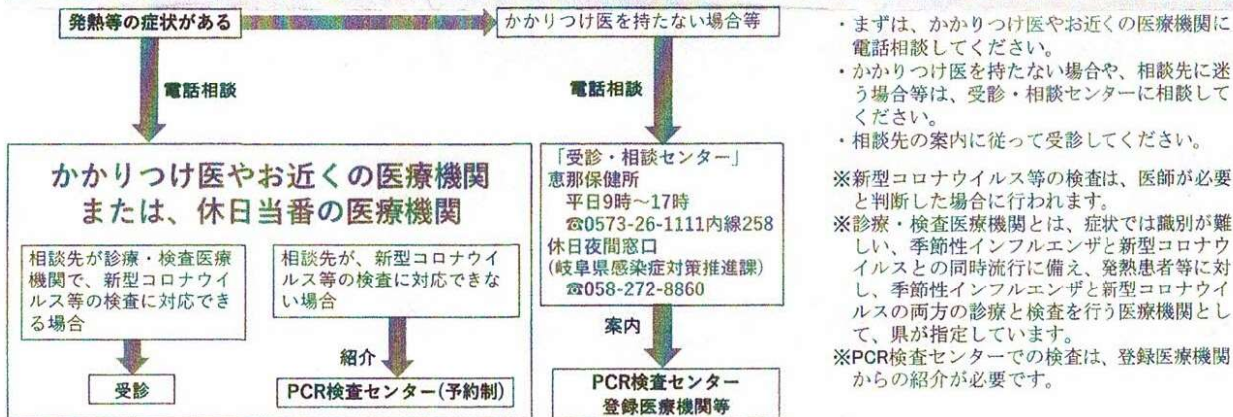 発熱等の症状がある
かかりつけ医を持たない場合等
電話相談
電話相談
かかりつけ医やお近くの医療機関
または、休日当番の医療機関
相談先が診療・検査医療
機関で、新型コロナウイ
ルス等の検査に対応でき
る場合
相談先が、新型コロナウイ
ルス等の検査に対応できな
い場合
紹介
受診
PCR検査センター(予約制)
「受診・相談センター」
恵那保健所
平日9時～17時
☎0573-26-1111内線258
休日夜間窓口
(岐阜県感染症対策推進課)
☎058-272-8860
案内
PCR検査センター
登録医療機関等
・まずは、かかりつけ医やお近くの医療機関に
電話相談してください。
・かかりつけ医を持たない場合や、相談先に迷
う場合等は、受診・相談センターに相談して
ください。
・相談先の案内に従って受診してください。
※新型コロナウイルス等の検査は、医師が必要
と判断した場合に行われます。
※診療・検査医療機関とは、症状では識別が難
しい、季節性インフルエンザと新型コロナウ
イルスとの同時流行に備え、発熱患者等に対
し、季節性インフルエンザと新型コロナウイ
ルスの両方の診療と検査を行う医療機関とし
て、県が指定しています。
※PCR検査センターでの検査は、登録医療機関
からの紹介が必要です。